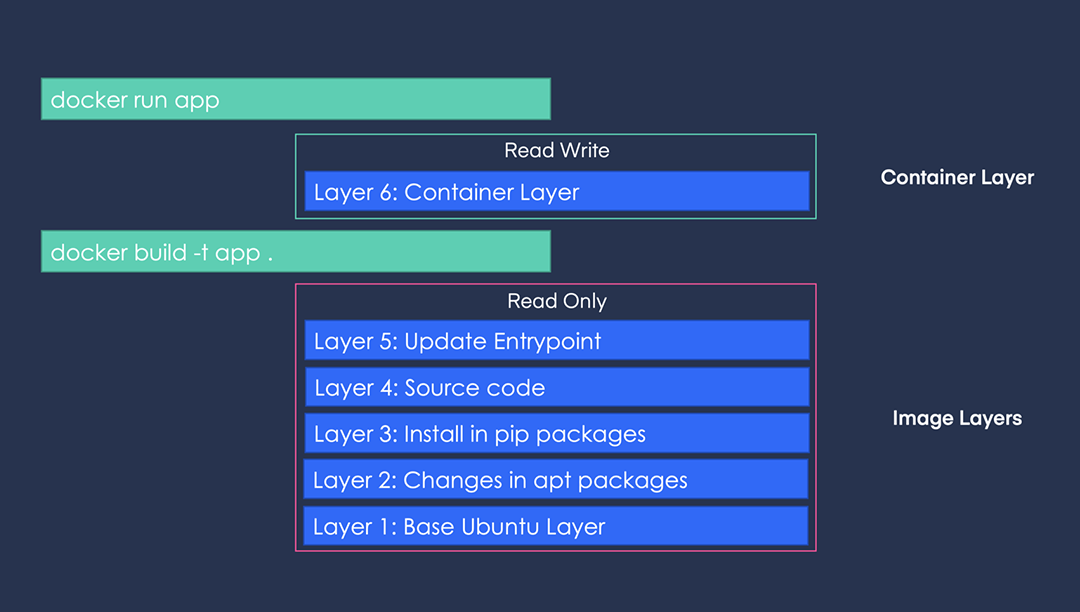 docker run app
Read Write
Layer 6: Container Layer
Container Layer
docker build -t app .
Read Only
Layer 5: Update Entrypoint
Layer 4: Source code
Layer 3: Install in pip packages
Layer 2: Changes in apt packages
Layer 1: Base Ubuntu Layer
Image Layers